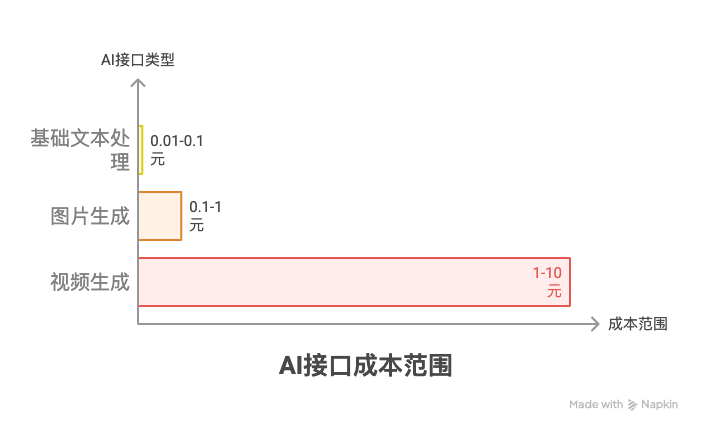 AI接口类型
基础文本处
理
0.01-0.1
元
图片生成
0.1-1
元
视频生成
1-10
元
成本范围
AI接口成本范围
Made with Napkin